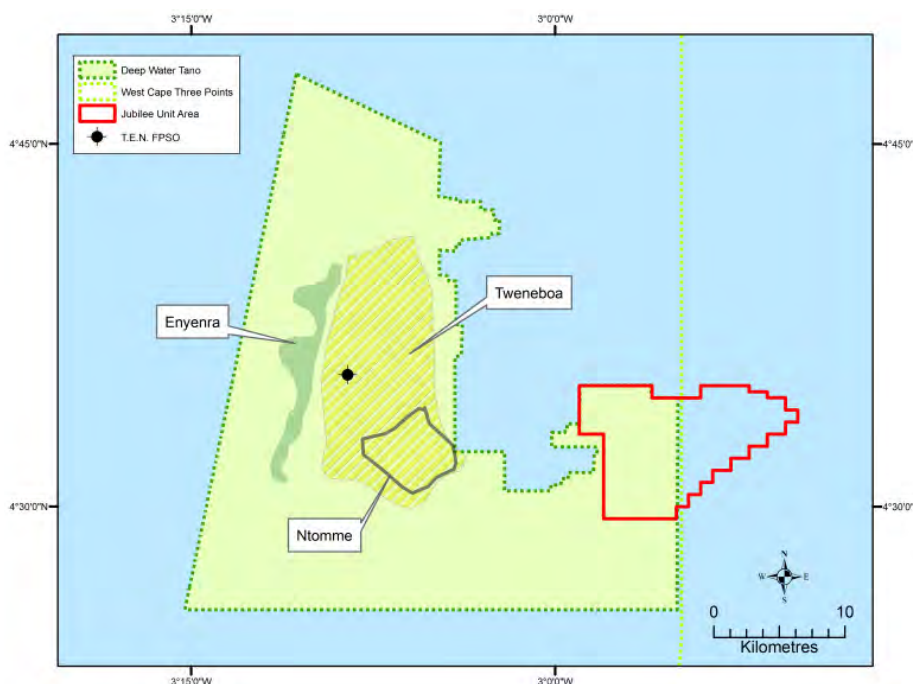 3°15'0"W
3°0'0"W
Deep Water Tano
West Cape Three Points
Jubilee Unit Area
T.E.N. FPSO
4°45'0"N
4°45'0"N
Tweneboa
Enyenra
4°30'0"N
4°30'0"N
Ntomme
N
W
E
S
0
10
Kilometres
3°15'0"W
3°0'0"W